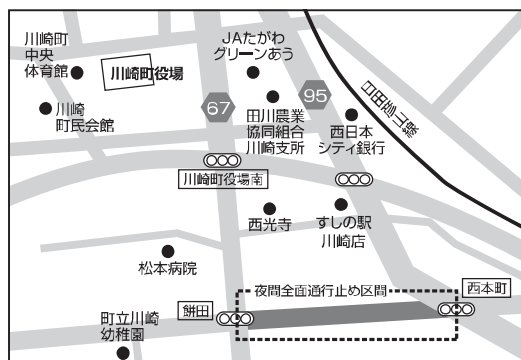 川崎町
中央
体育館
川崎町役場
JAたがわ
グリーンあう
川崎
町民会館
67
95
田川農業
協同組合
川崎支所
西日本
シティ銀行
日田彦山線
川崎町役場南
西光寺
すしの駅
川崎店
松本病院
夜間全面通行止め区間
西本町
餅田
町立川崎
幼稚園